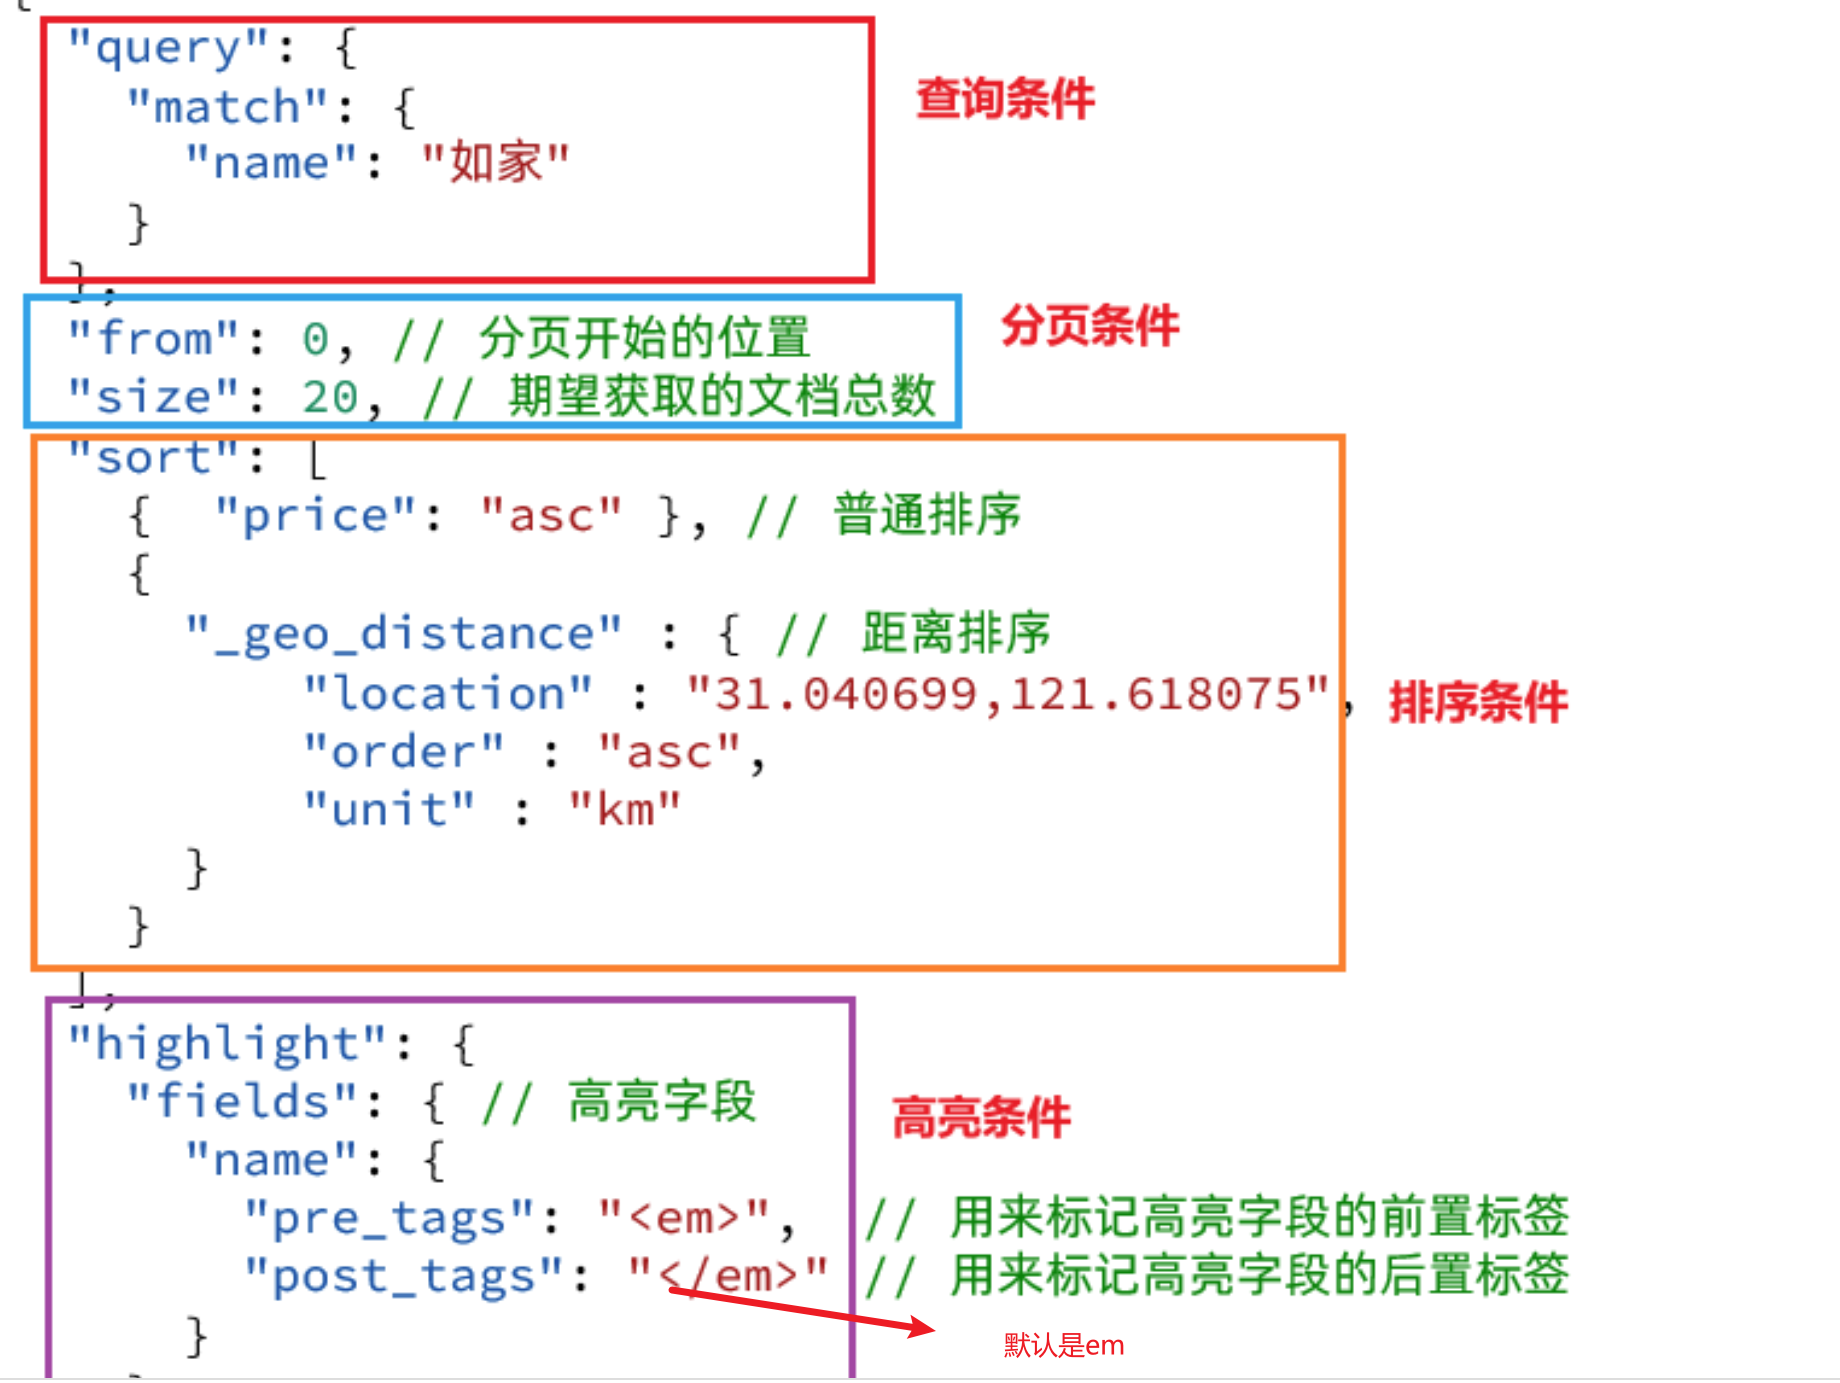 {
"query": {
"match": {
"name": "如家"
}
},
查询条件
"from": 0, // 分页开始的位置
"size": 20, // 期望获取的文档总数
分页条件
"sort": [
{ "price": "asc" }, // 普通排序
{
"_geo_distance" : { // 距离排序
"location" : "31.040699,121.618075",
"order" : "asc",
"unit" : "km"
}
}
],
排序条件
"highlight": {
"fields": { // 高亮字段
"name": {
"pre_tags": "<em>", // 用来标记高亮字段的前置标签
"post_tags": "</em>" // 用来标记高亮字段的后置标签
}
高亮条件
默认是em